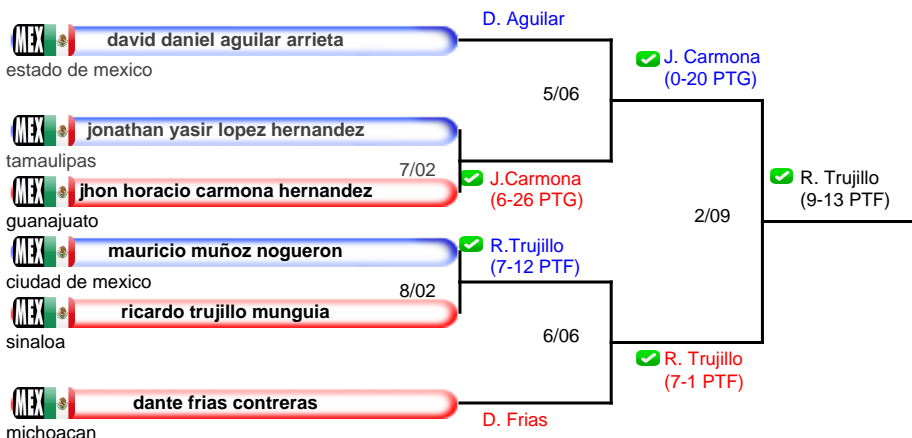 D. Aguilar
MEX david daniel aguilar arrieta
estado de mexico
J. Carmona
(0-20 PTG)
5/06
MEX jonathan yasir lopez hernandez
tamaulipas
7/02
J.Carmona
(6-26 PTG)
MEX jhon horacio carmona hernandez
guanajuato
R. Trujillo
(9-13 PTF)
2/09
MEX mauricio muñoz nogueron
ciudad de mexico
R.Trujillo
(7-12 PTF)
8/02
MEX ricardo trujillo munguia
sinaloa
6/06
R. Trujillo
(7-1 PTF)
MEX dante frias contreras
michoacan
D. Frias